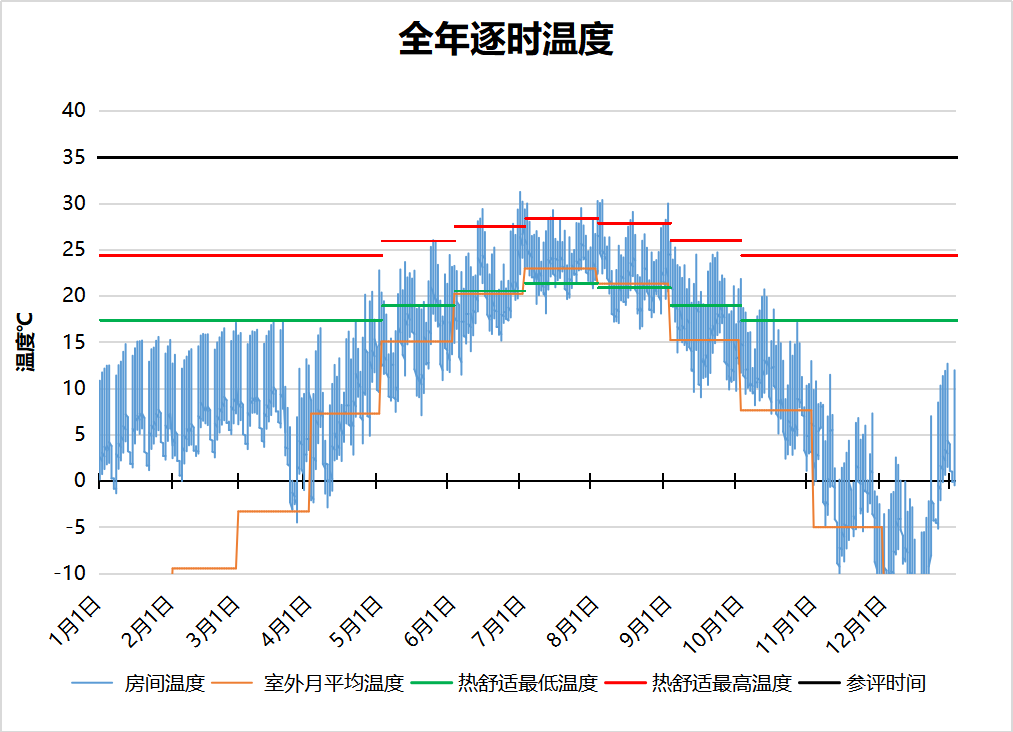 全年逐时温度
温度℃
40
35
30
25
20
15
10
5
0
-5
-10
1月1日
2月1日
3月1日
4月1日
5月1日
6月1日
7月1日
8月1日
9月1日
10月1日
11月1日
12月1日
房间温度 室外月平均温度 热舒适最低温度 热舒适最高温度 参评时间